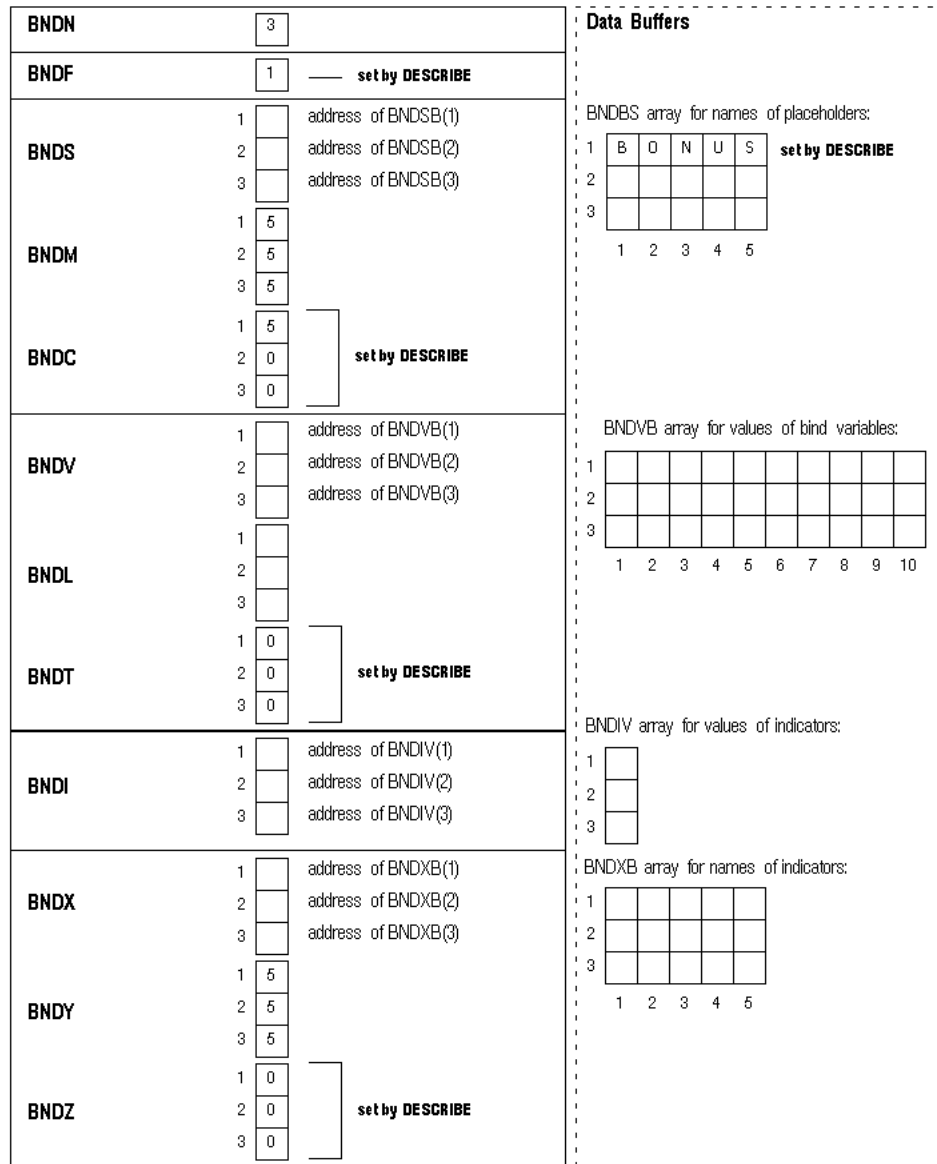 BNDN 3
BNDF 1 set by DESCRIBE
BNDS
1 address of BNDSB(1)
2 address of BNDSB(2)
3 address of BNDSB(3)
BNDM
1 5
2 5
3 5
BNDC
1 5
2 0
3 0
set by DESCRIBE
BNDV
1 address of BNDVB(1)
2 address of BNDVB(2)
3 address of BNDVB(3)
BNDL
1
2
3
BNDT
1 0
2 0
3 0
set by DESCRIBE
BNDI
1 address of BNDIV(1)
2 address of BNDIV(2)
3 address of BNDIV(3)
BNDX
1 address of BNDXB(1)
2 address of BNDXB(2)
3 address of BNDXB(3)
BNDY
1 5
2 5
3 5
BNDZ
1 0
2 0
3 0
set by DESCRIBE
Data Buffers
BNDBS array for names of placeholders:
1 B O N U S set by DESCRIBE
2
3
1 2 3 4 5
BNDVB array for values of bind variables:
1
2
3
1 2 3 4 5 6 7 8 9 10
BNDIV array for values of indicators:
1
2
3
BNDXB array for names of indicators:
1
2
3
1 2 3 4 5